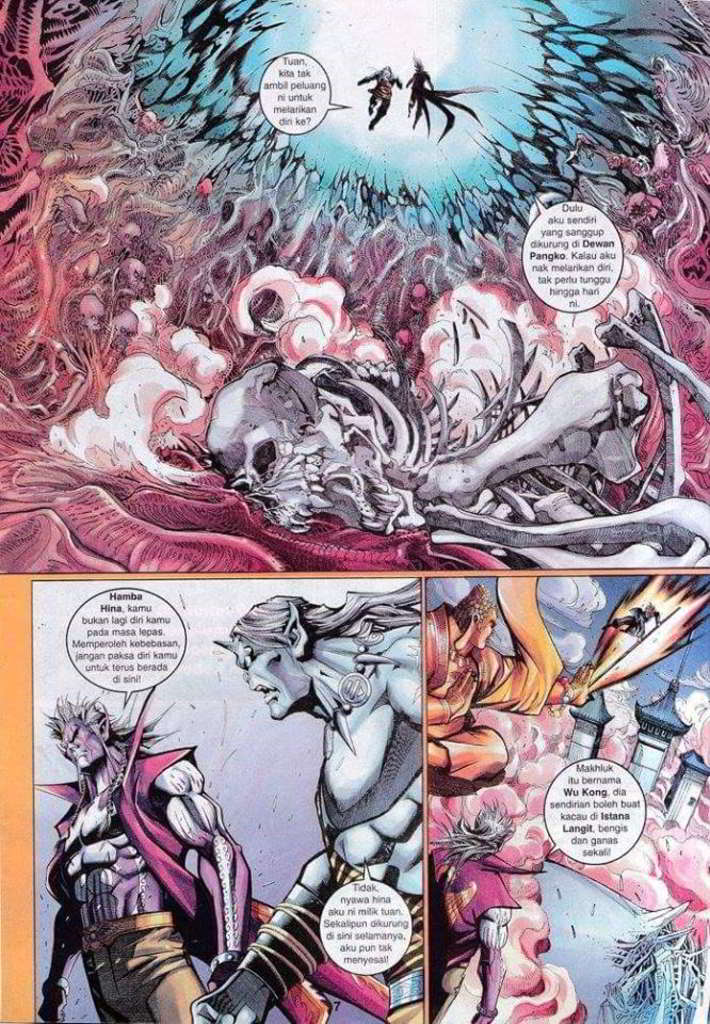 Tuan,
kita tak
ambil peluang
ni untuk
melarikan
diri ke?
Dulu
aku sendiri
yang sanggup
dikurung di Dewan
Pangko. Kalau aku
nak melarikan diri,
tak perlu tunggu
hingga hari
ni.
Hamba
Hina, kamu
bukan lagi diri kamu
pada masa lepas.
Memperoleh kebebasan,
jangan paksa diri kamu
untuk terus berada
di sini!
Tidak,
nyawa hina
aku ni milik tuan.
Sekalipun dikurung
di sini selamanya,
aku pun tak
menyesal!
Makhluk
itu bernama
Wu Kong, dia
sendirian boleh buat
kacau di Istana
Langit, bengis
dan ganas
sekali!
7